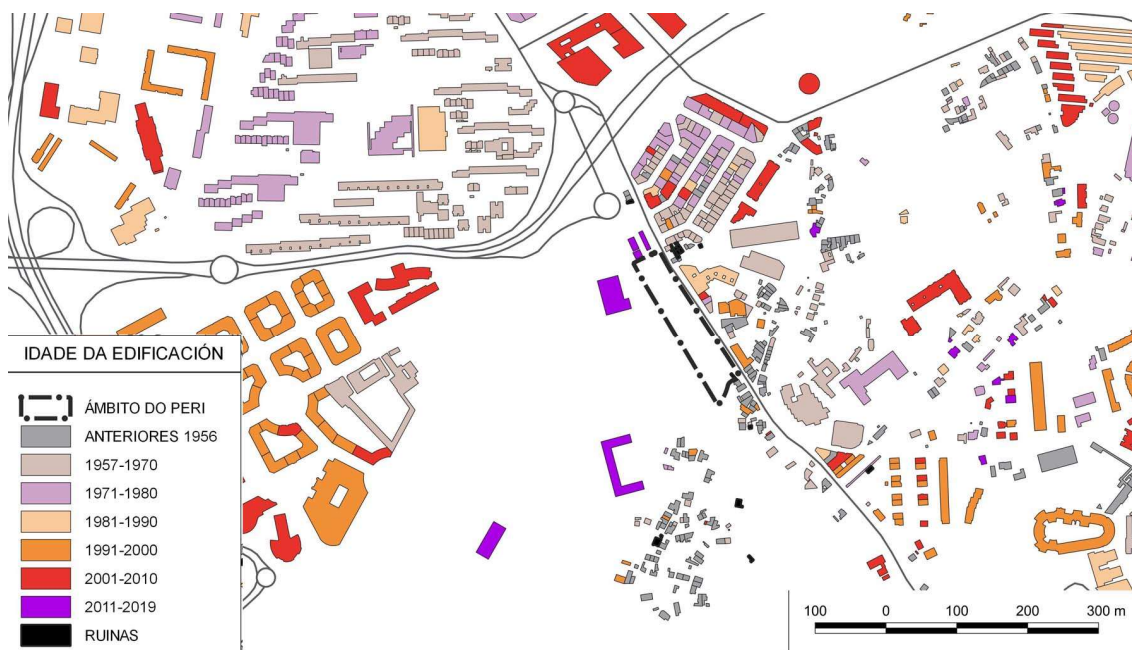 IDADE DA EDIFICACIÓN
ÁMBITO DO PERI
ANTERIORES 1956
1957-1970
1971-1980
1981-1990
1991-2000
2001-2010
2011-2019
RUINAS
100 0 100 200 300 m